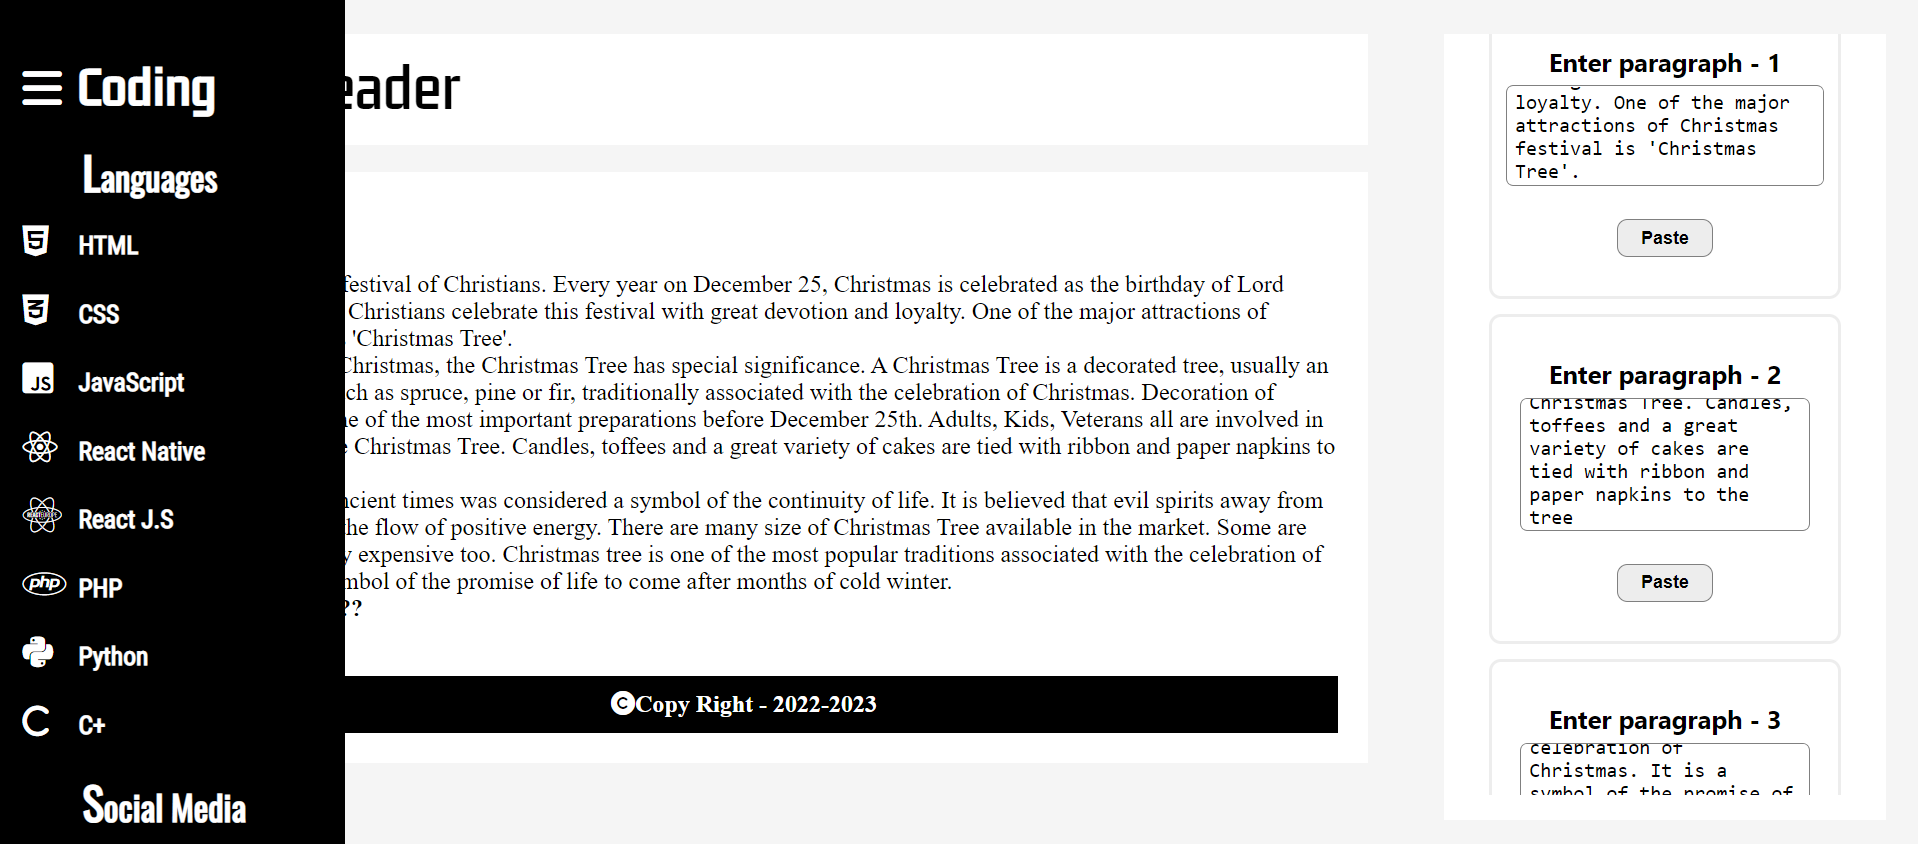 Coding
Languages
HTML
CSS
JavaScript
React Native
React J.S
PHP
Python
C+
Social Media
eader
festival of Christians. Every year on December 25, Christmas is celebrated as the birthday of Lord
Christians celebrate this festival with great devotion and loyalty. One of the major attractions of
'Christmas Tree'.
Christmas, the Christmas Tree has special significance. A Christmas Tree is a decorated tree, usually an
ch as spruce, pine or fir, traditionally associated with the celebration of Christmas. Decoration of
ne of the most important preparations before December 25th. Adults, Kids, Veterans all are involved in
Christmas Tree. Candles, toffees and a great variety of cakes are tied with ribbon and paper napkins to
ncient times was considered a symbol of the continuity of life. It is believed that evil spirits away from
the flow of positive energy. There are many size of Christmas Tree available in the market. Some are
y expensive too. Christmas tree is one of the most popular traditions associated with the celebration of
mbol of the promise of life to come after months of cold winter.
??
©Copy Right - 2022-2023
Enter paragraph - 1
loyalty. One of the major
attractions of Christmas
festival is 'Christmas
Tree'.
Paste
Enter paragraph - 2
Christmas Tree. Candles,
toffees and a great
variety of cakes are
tied with ribbon and
paper napkins to the
tree
Paste
Enter paragraph - 3
celebration of
Christmas. It is a
symbol of the promise of